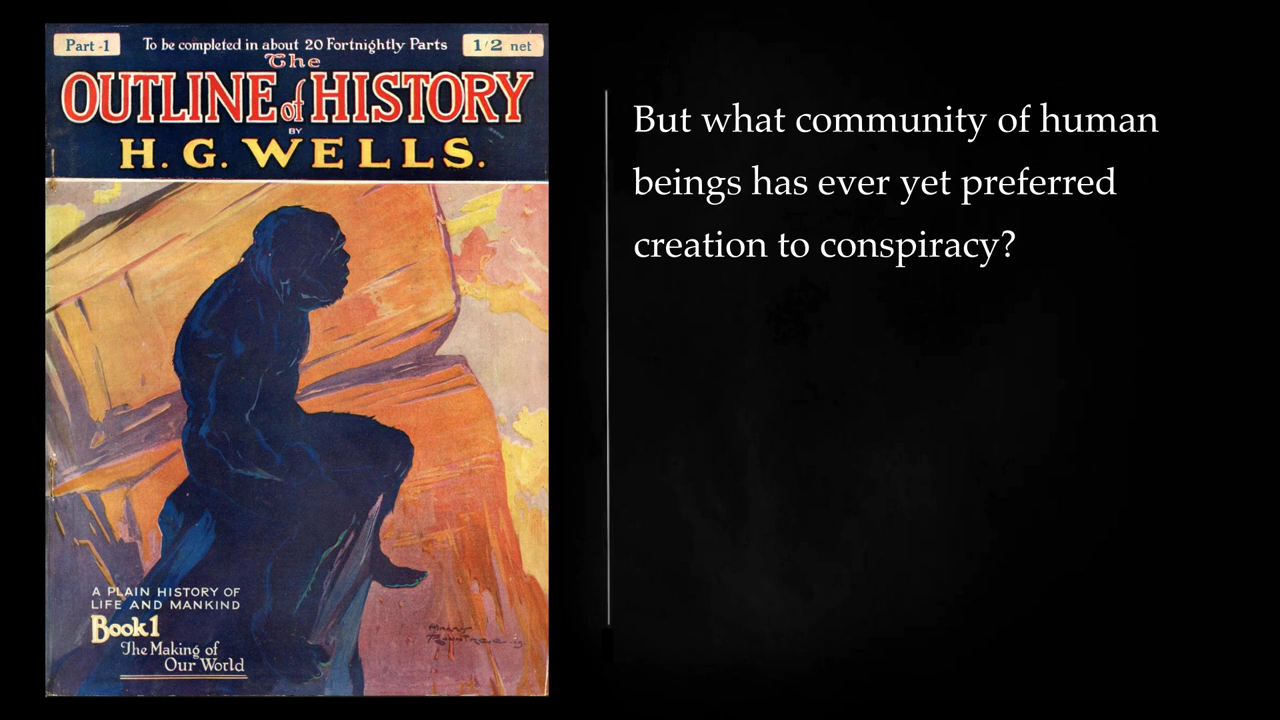 Part -1
To be completed in about 20 Fortnightly Parts
1/2 net
The
OUTLINE of HISTORY
BY
H. G. WELLS.
A PLAIN HISTORY OF
LIFE AND MANKIND
Book 1
The Making of
Our World
But what community of human
beings has ever yet preferred
creation to conspiracy?